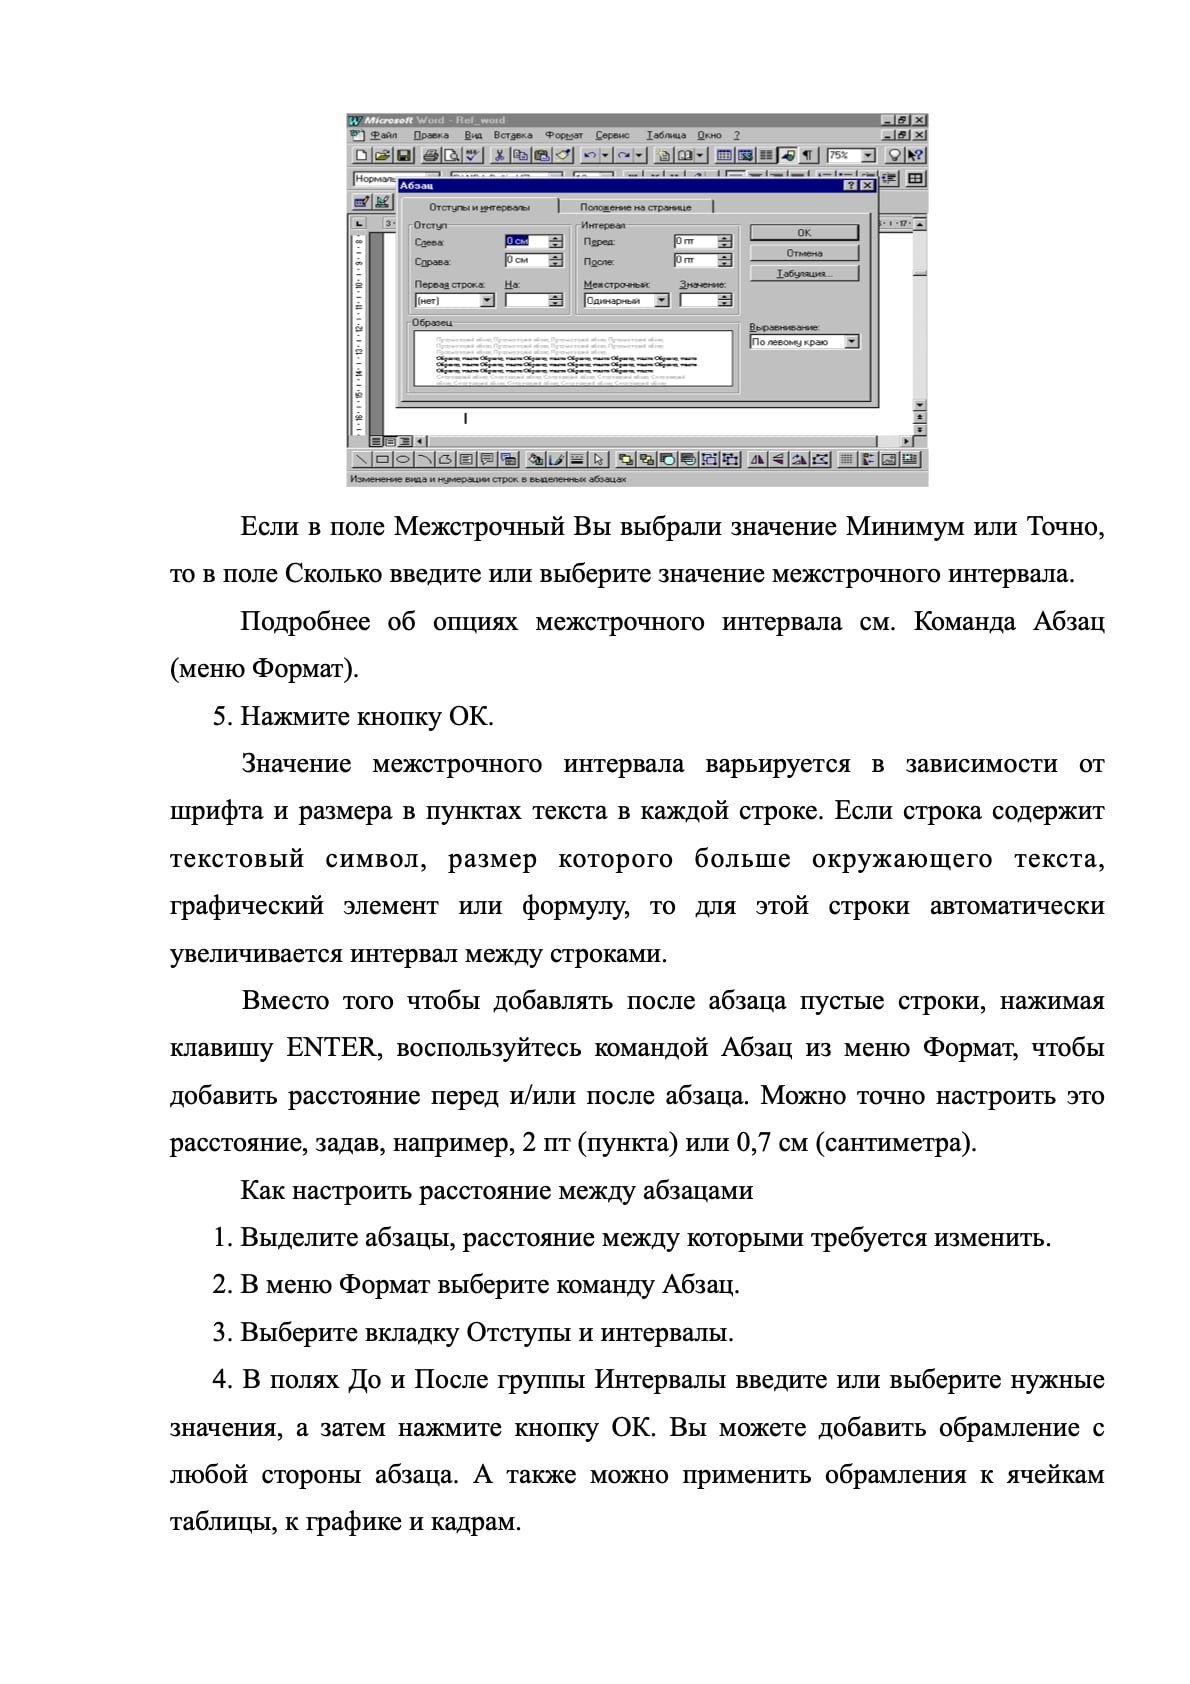 Microsoft Word - Ref_word
Файл Правка Вид Вставка Формат Сервис Таблица Окно ?
75%
Абзац
Отступы и интервалы Положение на странице
Отступ Интервал
Слева: 0 см Перед: 0 пт ОК
Справа: 0 см После: 0 пт Отмена
Табуляция...
Первая строка: На: Межстрочный: Значение:
(нет) Одинарный
Образец Выравнивание:
По левому краю
Изменение вида и нумерации строк в выделенных абзацах
Если в поле Межстрочный Вы выбрали значение Минимум или Точно,
то в поле Сколько введите или выберите значение межстрочного интервала.
Подробнее об опциях межстрочного интервала см. Команда Абзац
(меню Формат).
5. Нажмите кнопку ОК.
Значение межстрочного интервала варьируется в зависимости от
шрифта и размера в пунктах текста в каждой строке. Если строка содержит
текстовый символ, размер которого больше окружающего текста,
графический элемент или формулу, то для этой строки автоматически
увеличивается интервал между строками.
Вместо того чтобы добавлять после абзаца пустые строки, нажимая
клавишу ENTER, воспользуйтесь командой Абзац из меню Формат, чтобы
добавить расстояние перед и/или после абзаца. Можно точно настроить это
расстояние, задав, например, 2 пт (пункта) или 0,7 см (сантиметра).
Как настроить расстояние между абзацами
1. Выделите абзацы, расстояние между которыми требуется изменить.
2. В меню Формат выберите команду Абзац.
3. Выберите вкладку Отступы и интервалы.
4. В полях До и После группы Интервалы введите или выберите нужные
значения, а затем нажмите кнопку ОК. Вы можете добавить обрамление с
любой стороны абзаца. А также можно применить обрамления к ячейкам
таблицы, к графике и кадрам.